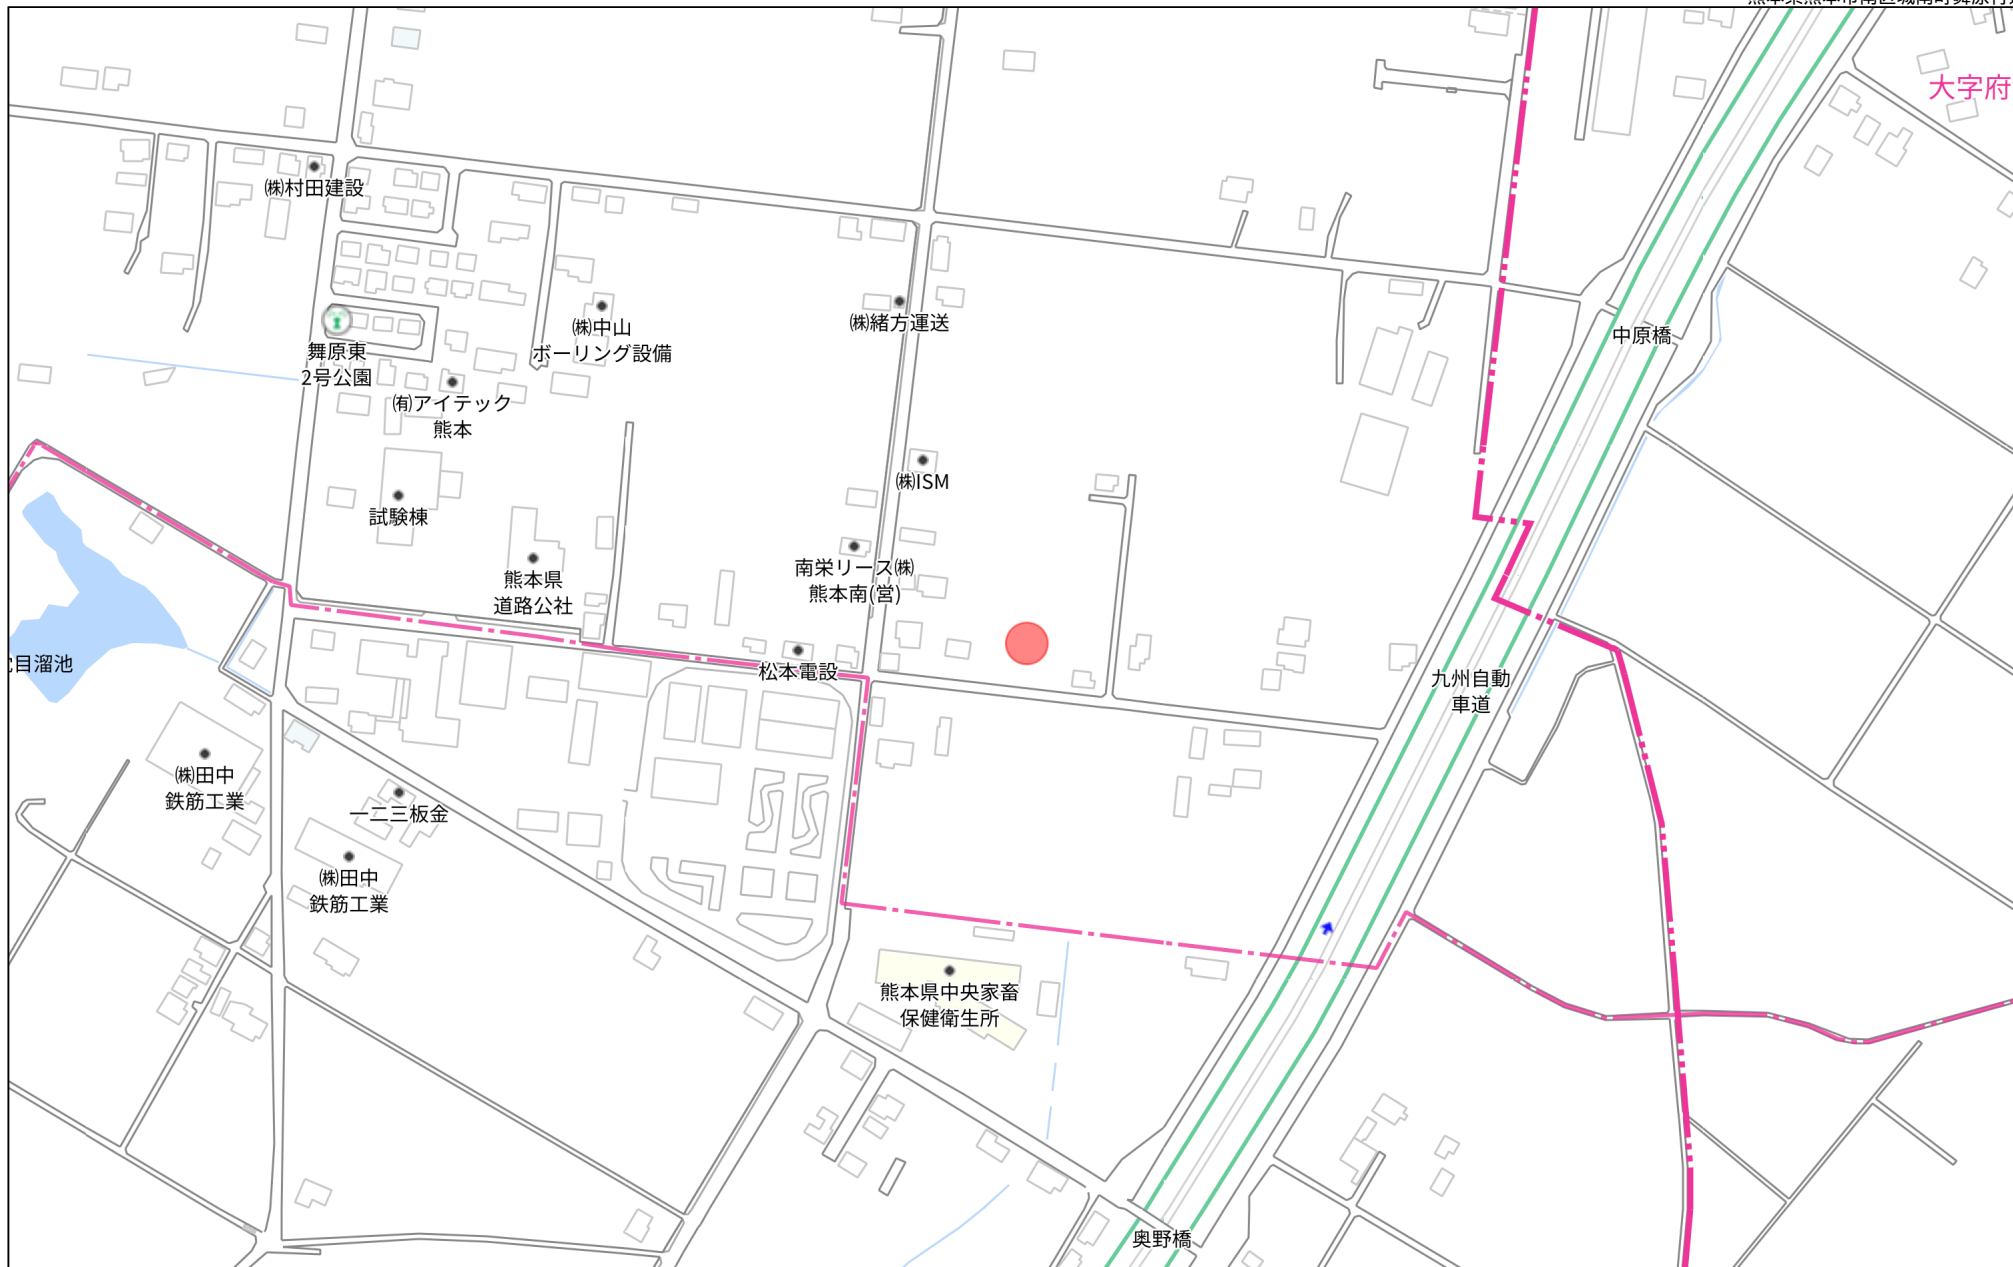 大字府
㈱村田建設
㈱中山
ボーリング設備
㈱緒方運送
中原橋
舞原東
2号公園
㈲アイテック
熊本
㈱ISM
試験棟
熊本県
道路公社
南栄リース㈱
熊本南(営)
目溜池
松本電設
九州自動
車道
㈱田中
鉄筋工業
一二三板金
㈱田中
鉄筋工業
熊本県中央家畜
保健衛生所
奥野橋